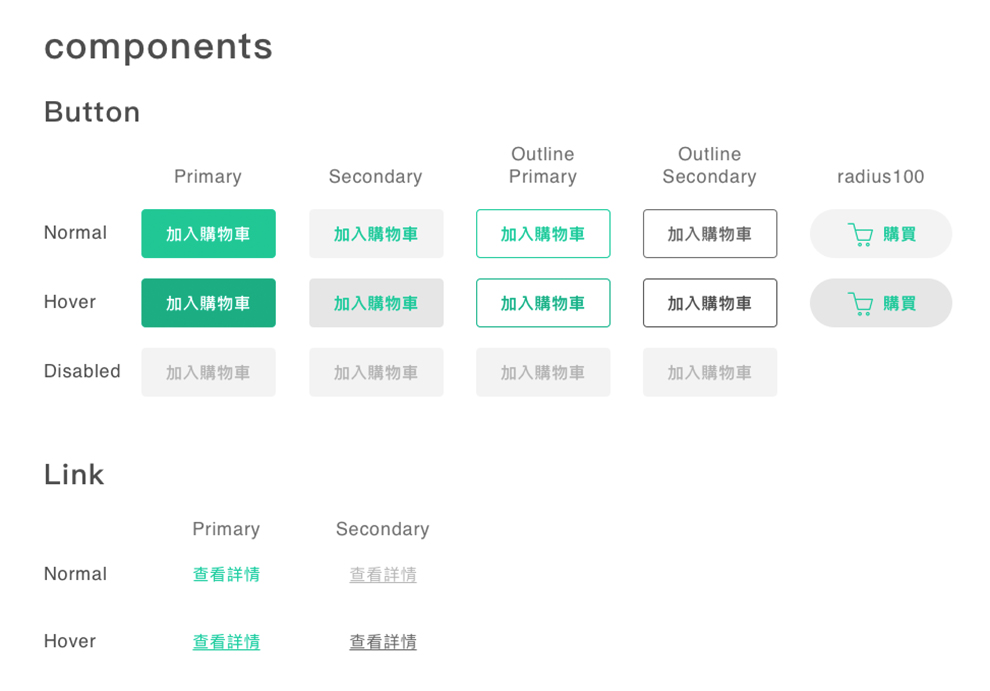 components
Button
Outline Outline
Primary Secondary Primary Secondary radius100
Normal 加入購物車 加入購物車 加入購物車 加入購物車 購買
Hover 加入購物車 加入購物車 加入購物車 加入購物車 購買
Disabled 加入購物車 加入購物車 加入購物車 加入購物車
Link
Primary Secondary
Normal 查看詳情 查看詳情
Hover 查看詳情 查看詳情